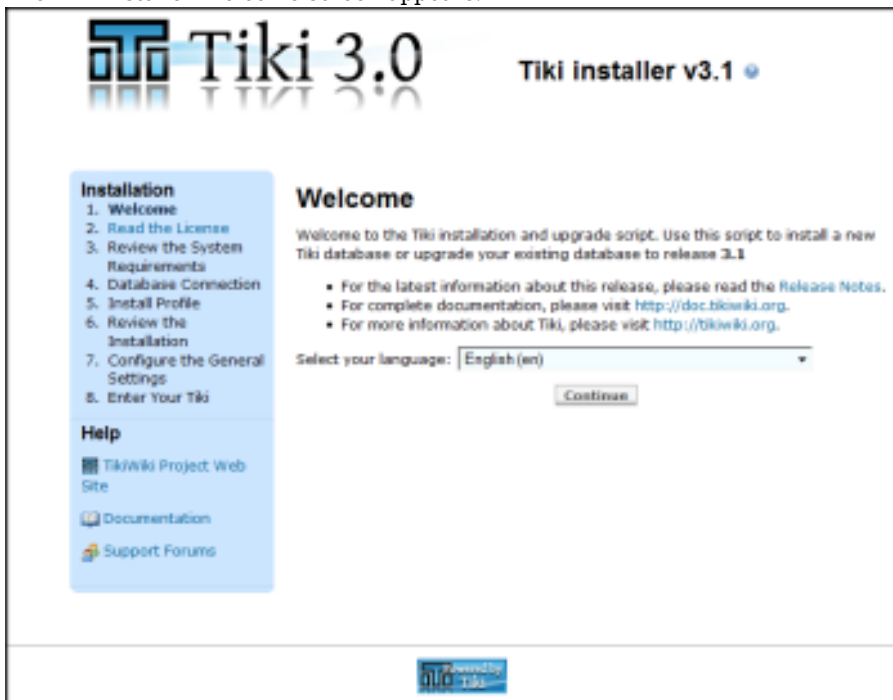 Tiki 3.0
Tiki installer v3.1
Installation
1. Welcome
2. Read the License
3. Review the System
Requirements
4. Database Connection
5. Install Profile
6. Review the
Installation
7. Configure the General
Settings
8. Enter Your Tiki
Help
TikiWiki Project Web
Site
Documentation
Support Forums
Welcome
Welcome to the Tiki installation and upgrade script. Use this script to install a new
Tiki database or upgrade your existing database to release 3.1
• For the latest information about this release, please read the Release Notes.
• For complete documentation, please visit http://doc.tikiwiki.org.
• For more information about Tiki, please visit http://tikiwiki.org.
Select your language: English (en)
Continue
Powered by
Tiki